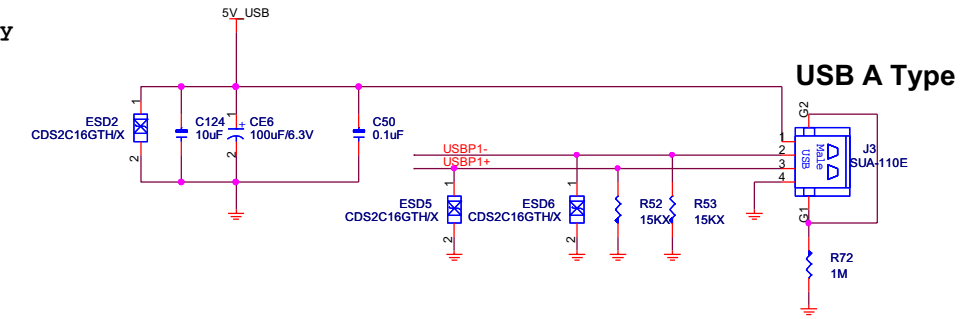 5V_USB
y
USB A Type
1
ESD2
CDS2C16GTH/X
2
C124
10uF
1
+
CE6
100uF/6.3V
2
C50
0.1uF
USBP1-
USBP1+
G2
1
2
3
4
Male
USB
J3
SUA-110E
G1
1
ESD5
CDS2C16GTH/X
2
1
ESD6
CDS2C16GTH/X
2
R52
15KX
R53
15KX
R72
1M